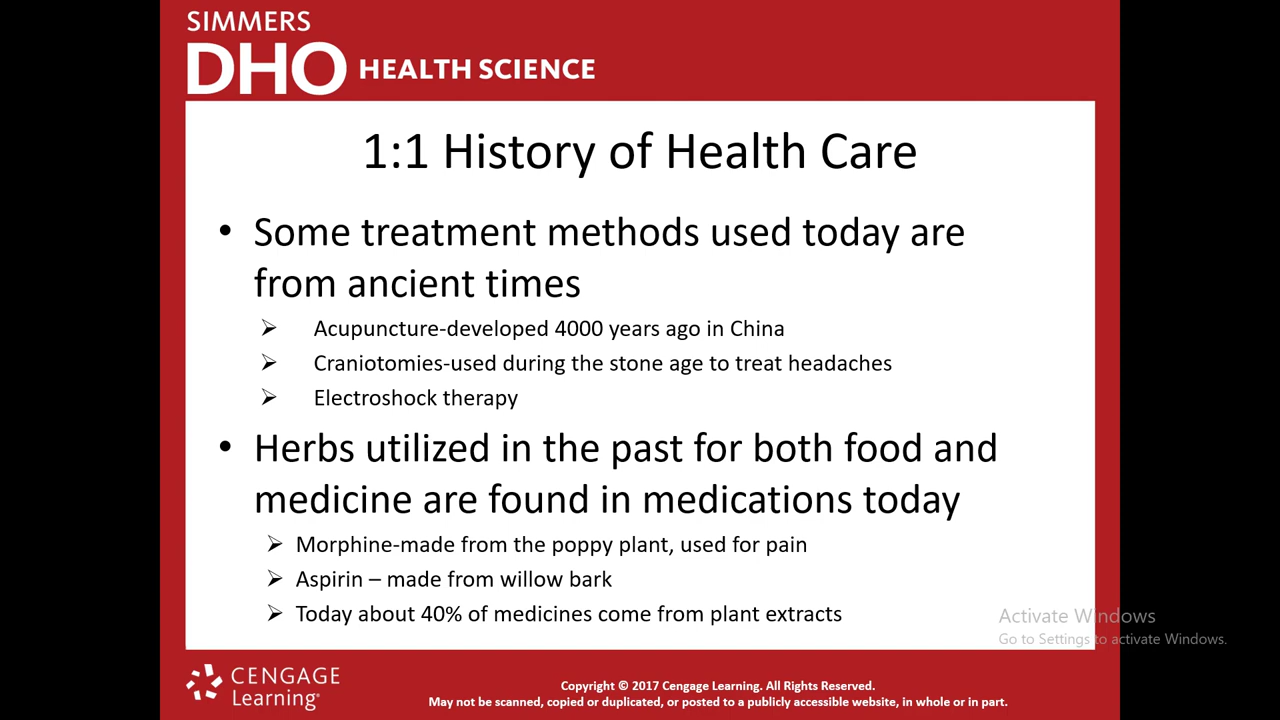 SIMMERS
DHO HEALTH SCIENCE
1:1 History of Health Care
• Some treatment methods used today are
from ancient times
➢ Acupuncture-developed 4000 years ago in China
➢ Craniotomies-used during the stone age to treat headaches
➢ Electroshock therapy
• Herbs utilized in the past for both food and
medicine are found in medications today
➢ Morphine-made from the poppy plant, used for pain
➢ Aspirin – made from willow bark
➢ Today about 40% of medicines come from plant extracts
Activate Windows
Go to Settings to activate Windows.
CENGAGE
Learning®
Copyright © 2017 Cengage Learning. All Rights Reserved.
May not be scanned, copied or duplicated, or posted to a publicly accessible website, in whole or in part.